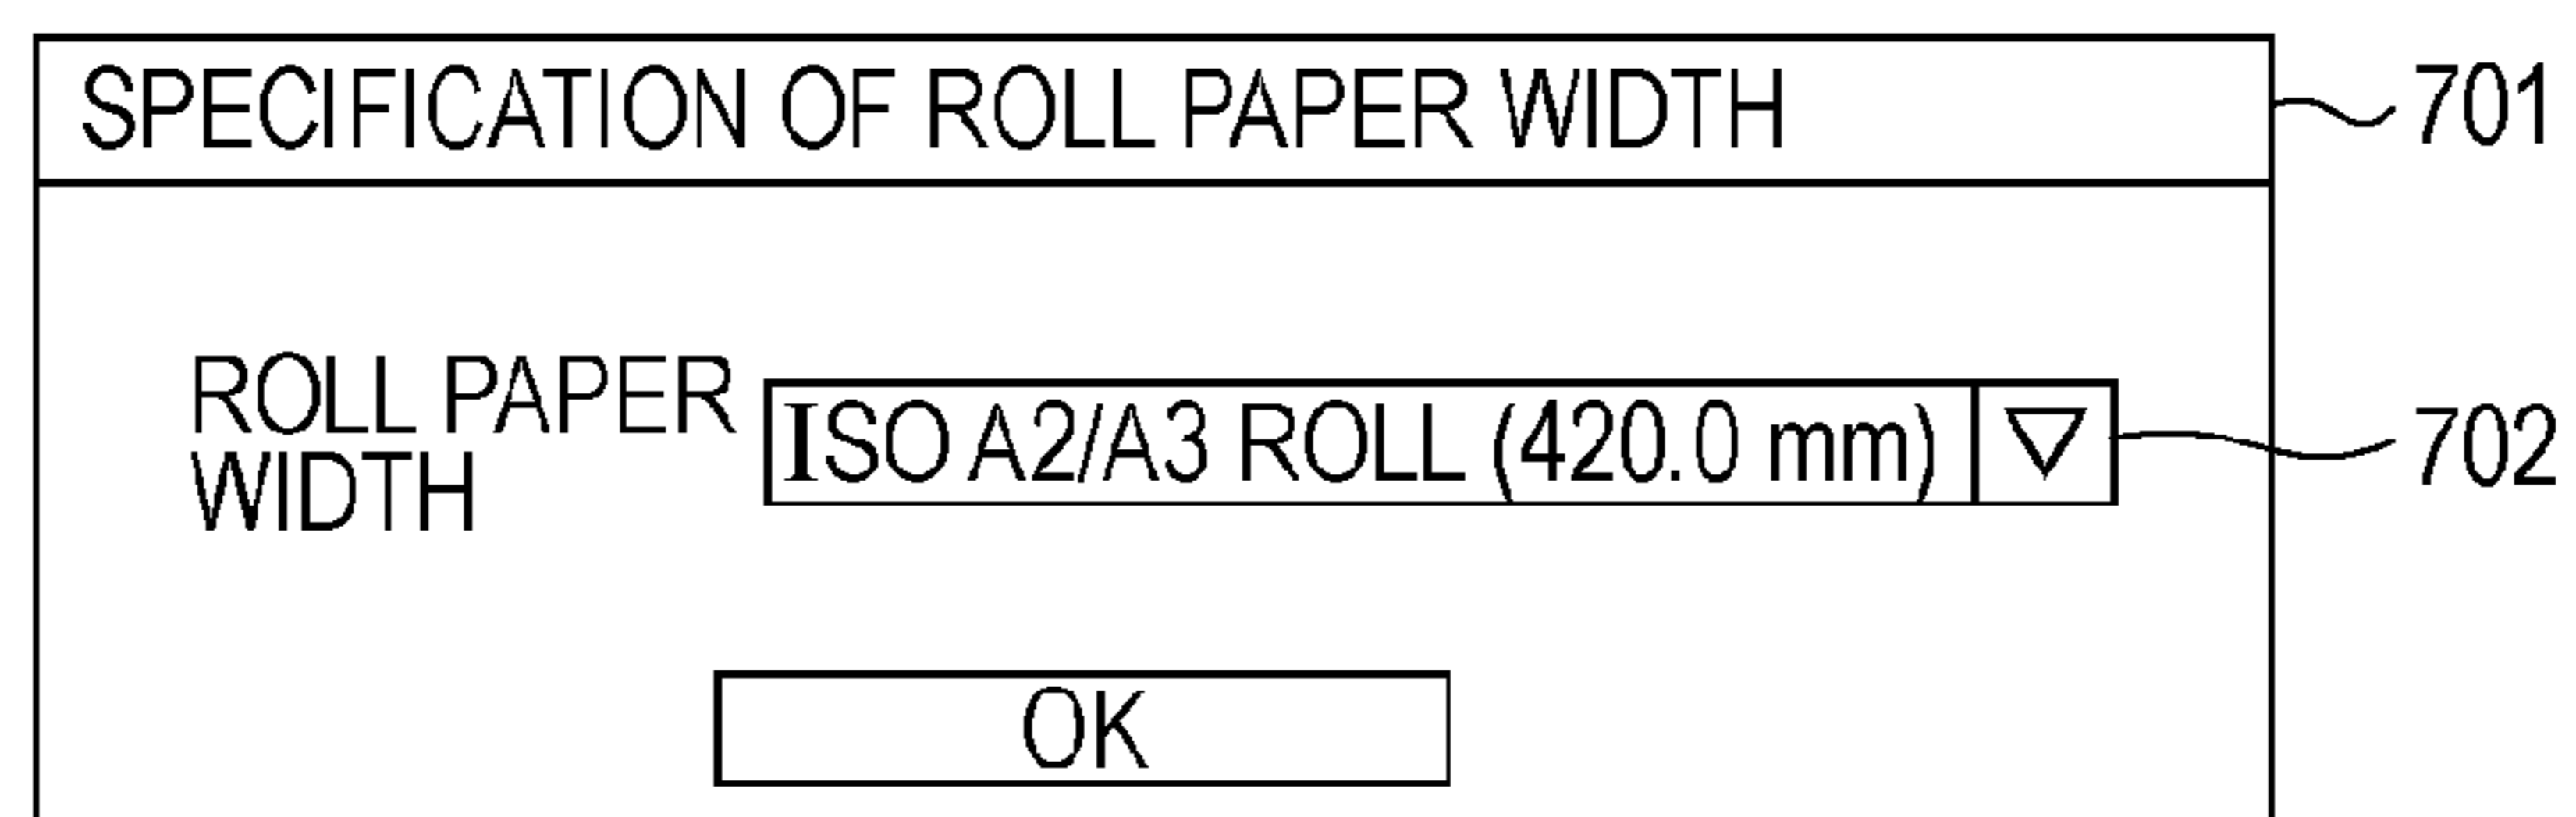 SPECIFICATION OF ROLL PAPER WIDTH
701
ROLL PAPER
WIDTH
ISO A2/A3 ROLL (420.0 mm)
702
OK